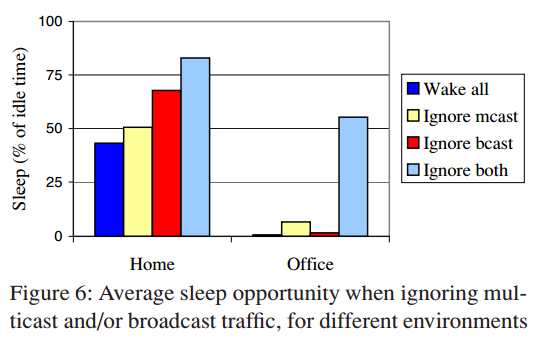 100
75
50
25
0
Sleep (% of idle time)
Home
Office
Wake all
Ignore mcast
Ignore bcast
Ignore both
Figure 6: Average sleep opportunity when ignoring mul-
ticast and/or broadcast traffic, for different environments